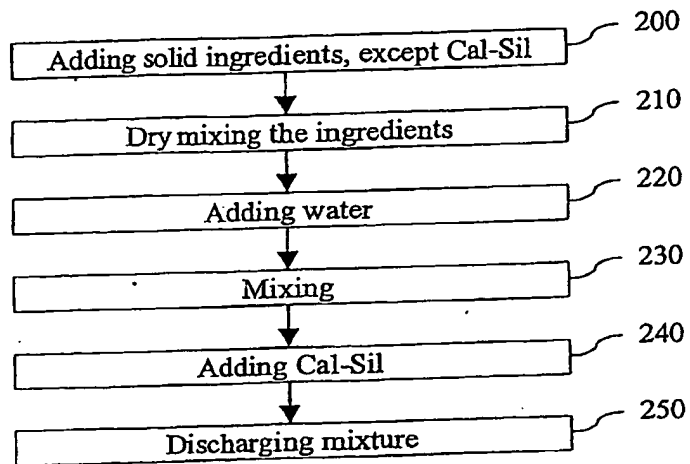 200
Adding solid ingredients, except Cal-Sil
210
Dry mixing the ingredients
220
Adding water
230
Mixing
240
Adding Cal-Sil
250
Discharging mixture